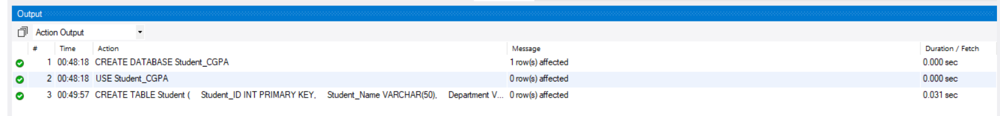 Output
Action Output
# Time Action Message Duration / Fetch
1 00:48:18 CREATE DATABASE Student_CGPA 1 row(s) affected 0.000 sec
2 00:48:18 USE Student_CGPA 0 row(s) affected 0.000 sec
3 00:49:57 CREATE TABLE Student ( Student_ID INT PRIMARY KEY, Student_Name VARCHAR(50), Department V... 0 row(s) affected 0.031 sec